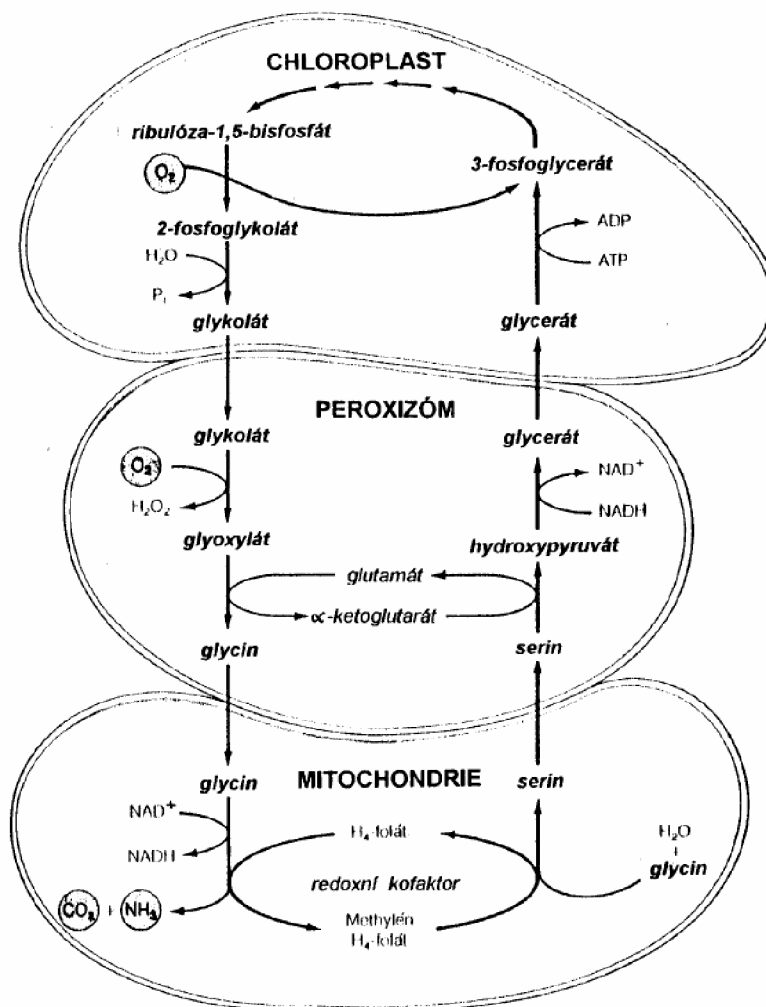 CHLOROPLAST
ribulóza-1,5-bisfosfát
O₂
3-fosfoglycerát
2-fosfoglykolát
H₂O
Pᵢ
ADP
ATP
glykolát
glycerát
PEROXIZÓM
glykolát
glycerát
O₂
H₂O₂
NAD⁺
NADH
glyoxylát
hydroxypyruvát
glutamát
α-ketoglutarát
glycin
serin
MITOCHONDRIE
glycin
serin
NAD⁺
NADH
H₄-folát
H₂O
+
glycin
redoxní kofaktor
CO₂ + NH₃
Methylén
H₄-folát